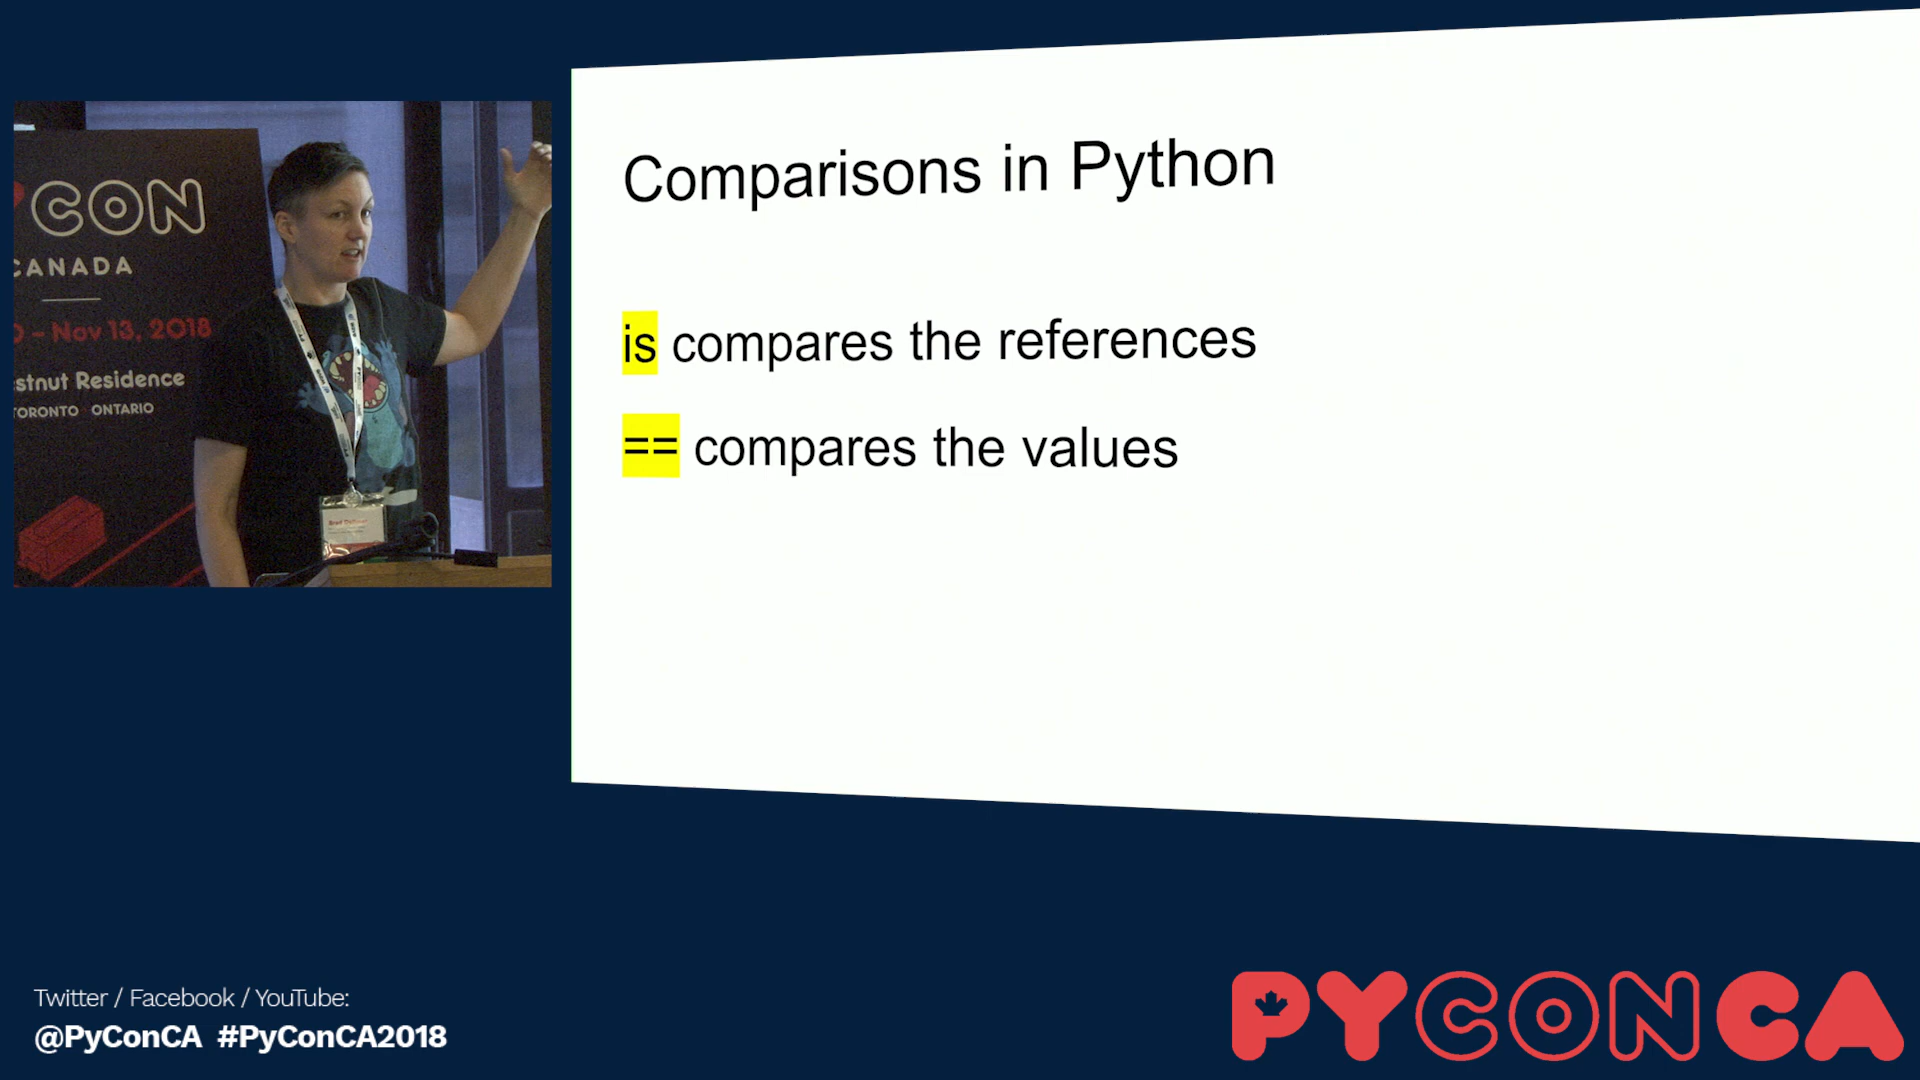 CON
CANADA
– Nov 13, 2018
stnut Residence
TORONTO ONTARIO
Comparisons in Python
is compares the references
== compares the values
Twitter / Facebook / YouTube:
@PyConCA #PyConCA2018
PYCONCA